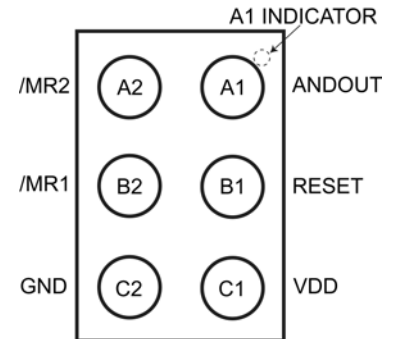 A1 INDICATOR
/MR2 A2 A1 ANDOUT
/MR1 B2 B1 RESET
GND C2 C1 VDD